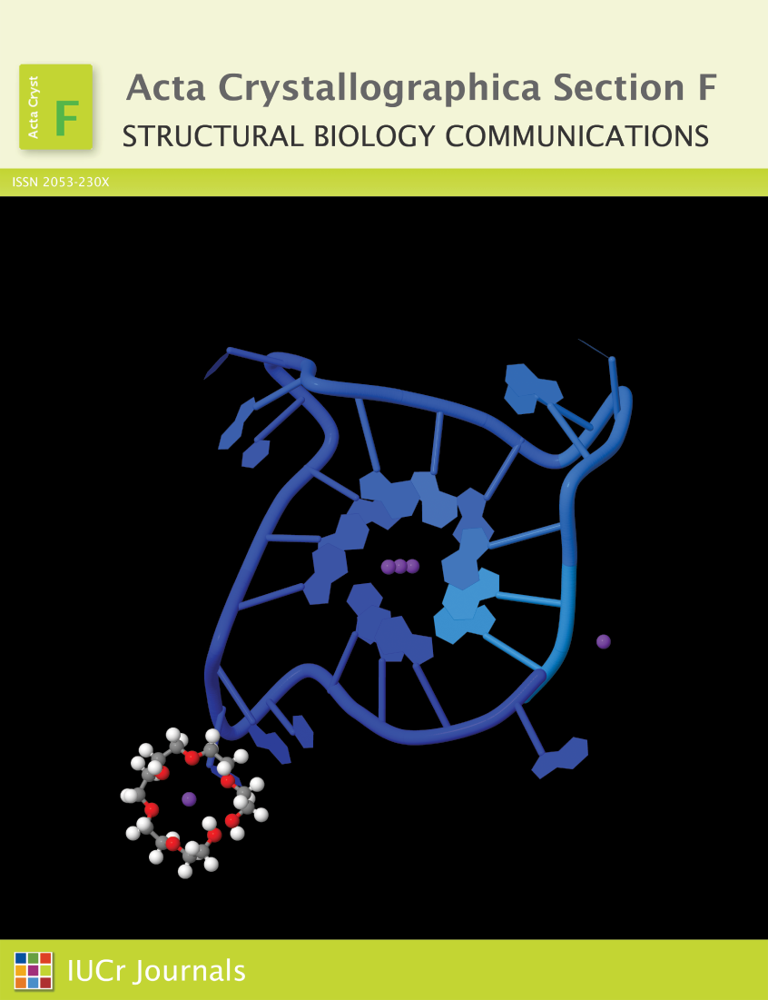 Acta Cryst
F
Acta Crystallographica Section F
STRUCTURAL BIOLOGY COMMUNICATIONS
ISSN 2053-230X
IUCr Journals